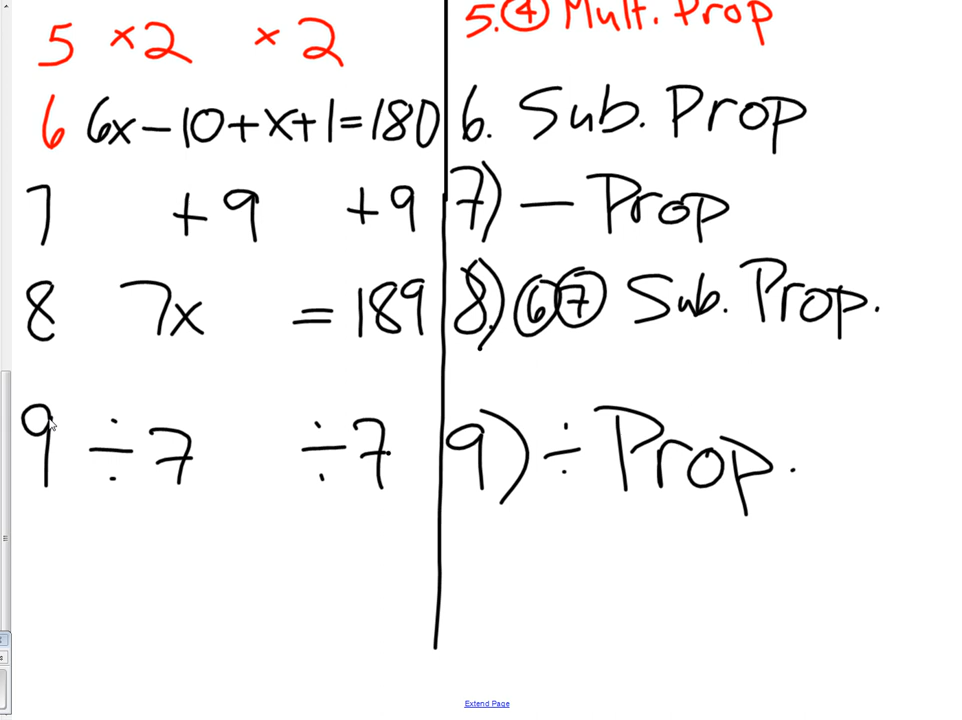 5 ×2 ×2 5. ④ Mult. Prop
6 6x-10+x+1=180 6. Sub. Prop
7 +9 +9 7) - Prop
8 7x = 189 8.) ⑥⑦ Sub. Prop.
9 ÷7 ÷7 9) ÷ Prop.
Extend Page